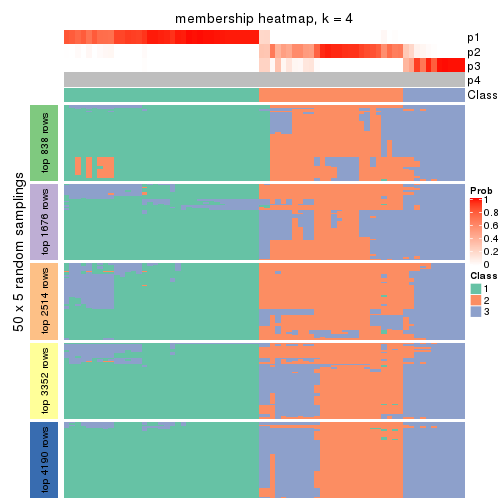 membership heatmap, k = 4
p1
p2
p3
p4
Class
50 x 5 random samplings
top 838 rows
top 1676 rows
top 2514 rows
top 3352 rows
top 4190 rows
Prob
1
0.8
0.6
0.4
0.2
0
Class
1
2
3